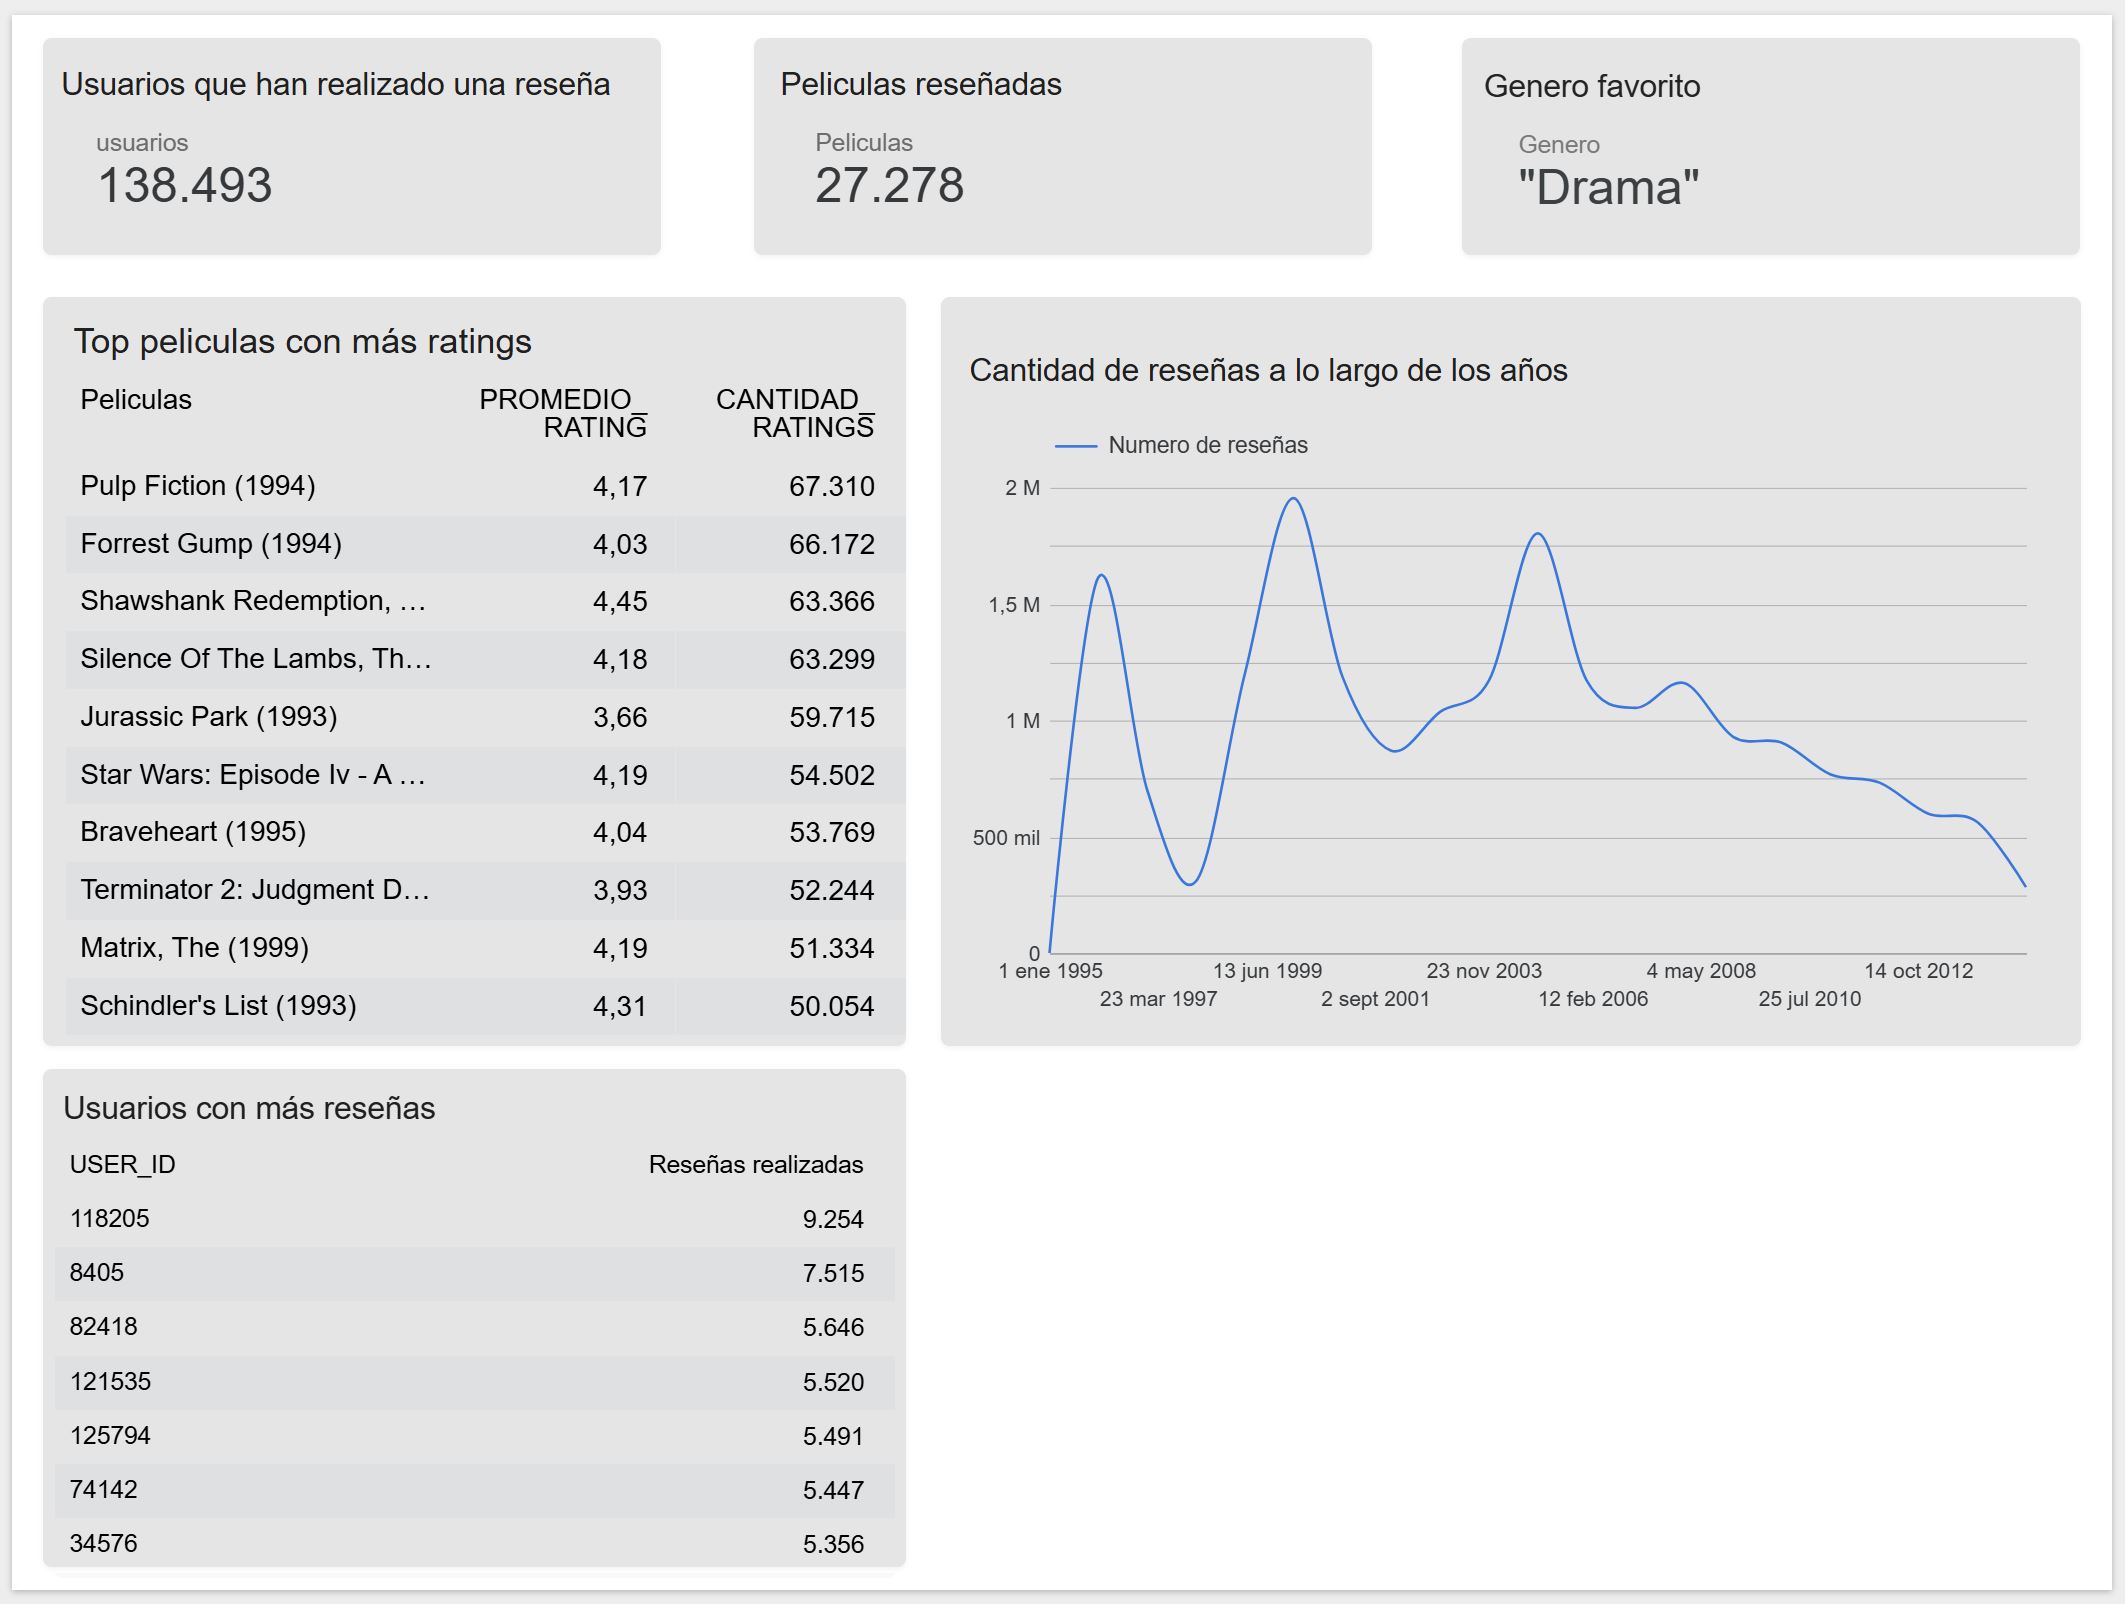 Usuarios que han realizado una reseña
usuarios
138.493
Peliculas reseñadas
Peliculas
27.278
Genero favorito
Genero
"Drama"
Top peliculas con más ratings
Peliculas PROMEDIO_ CANTIDAD_
RATING RATINGS
Pulp Fiction (1994) 4,17 67.310
Forrest Gump (1994) 4,03 66.172
Shawshank Redemption, … 4,45 63.366
Silence Of The Lambs, Th… 4,18 63.299
Jurassic Park (1993) 3,66 59.715
Star Wars: Episode Iv - A … 4,19 54.502
Braveheart (1995) 4,04 53.769
Terminator 2: Judgment D… 3,93 52.244
Matrix, The (1999) 4,19 51.334
Schindler's List (1993) 4,31 50.054
Cantidad de reseñas a lo largo de los años
Numero de reseñas
2 M
1,5 M
1 M
500 mil
0
1 ene 1995 13 jun 1999 23 nov 2003 4 may 2008 14 oct 2012
23 mar 1997 2 sept 2001 12 feb 2006 25 jul 2010
Usuarios con más reseñas
USER_ID Reseñas realizadas
118205 9.254
8405 7.515
82418 5.646
121535 5.520
125794 5.491
74142 5.447
34576 5.356